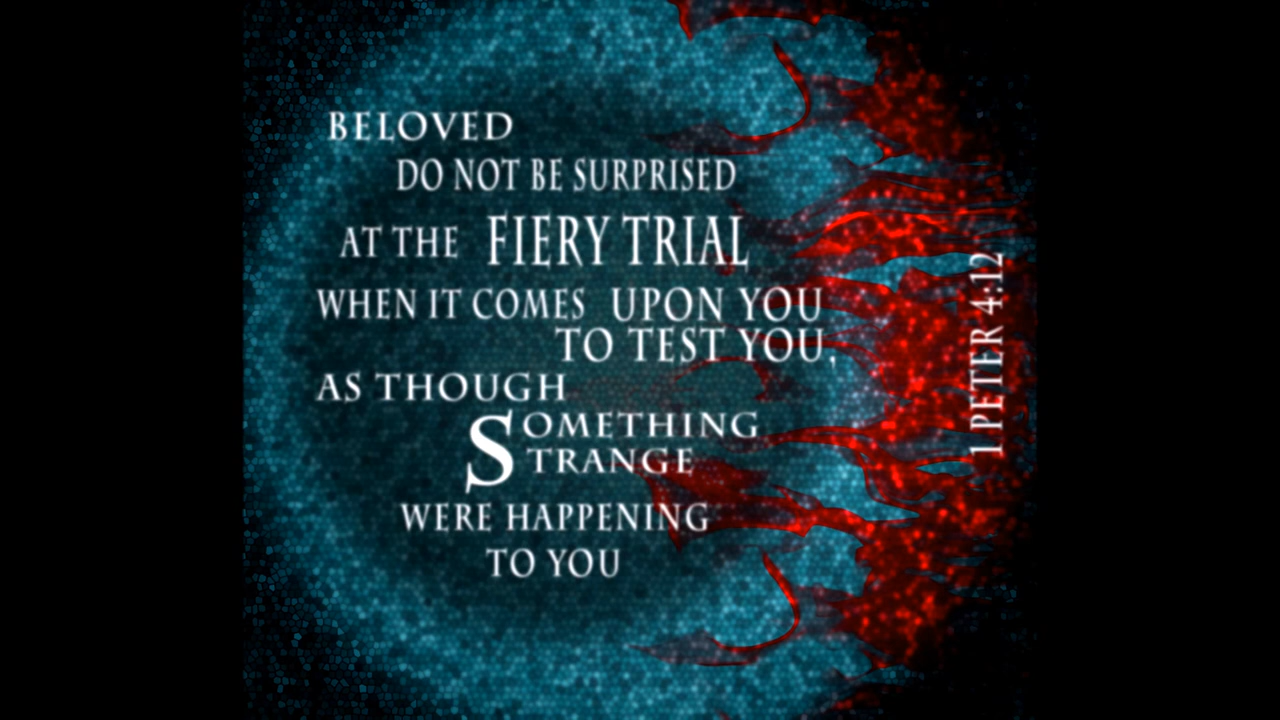 BELOVED
DO NOT BE SURPRISED
AT THE FIERY TRIAL
WHEN IT COMES UPON YOU
TO TEST YOU,
AS THOUGH
SOMETHING
STRANGE
WERE HAPPENING
TO YOU
1 PETER 4:12